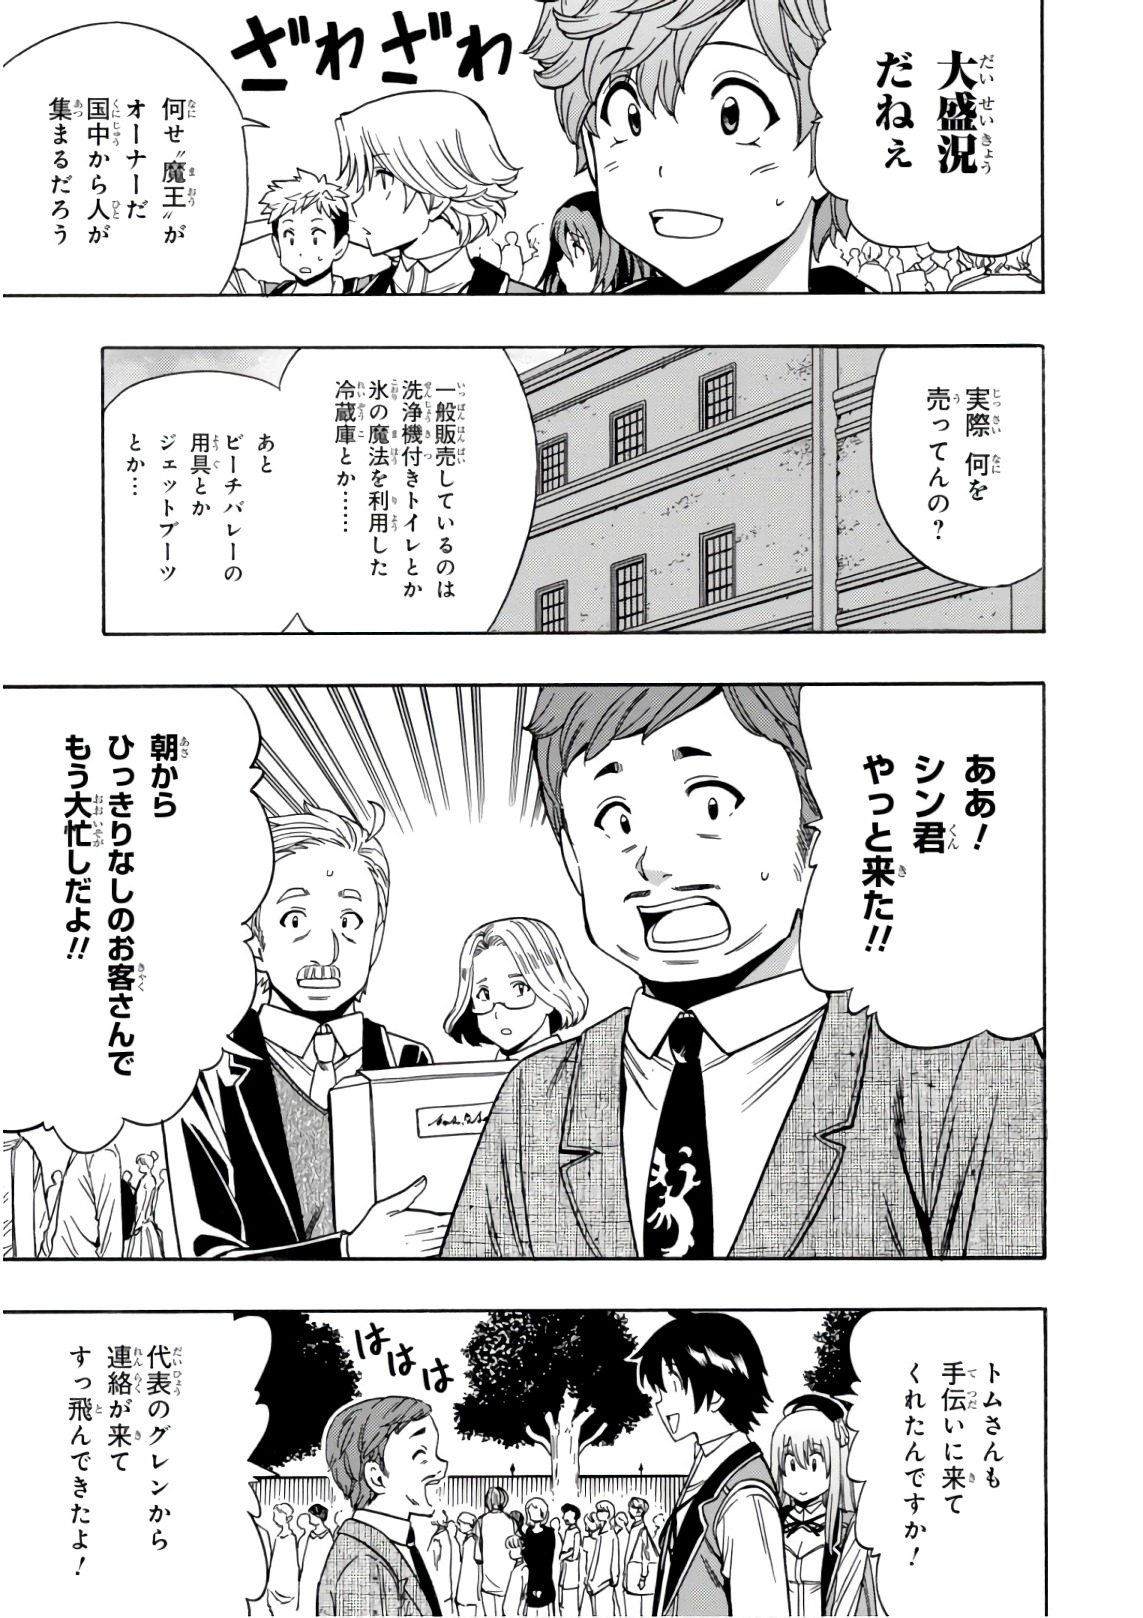 大盛況
だねぇ
ざわざわ
何せ〝魔王〟が
オーナーだ
国中から人が
集まるだろう
実際 何を
売ってんの?
一般販売しているのは
洗浄機付きトイレとか
氷の魔法を利用した
冷蔵庫とか……
あと
ビーチバレーの
用具とか
ジェットブーツ
とか…
ああ!
シン君
やっと来た!!
朝から
ひっきりなしのお客さんで
もう大忙しだよ!!
トムさんも
手伝いに来て
くれたんですか!
ははは
代表のグレンから
連絡が来て
すっ飛んできたよ!